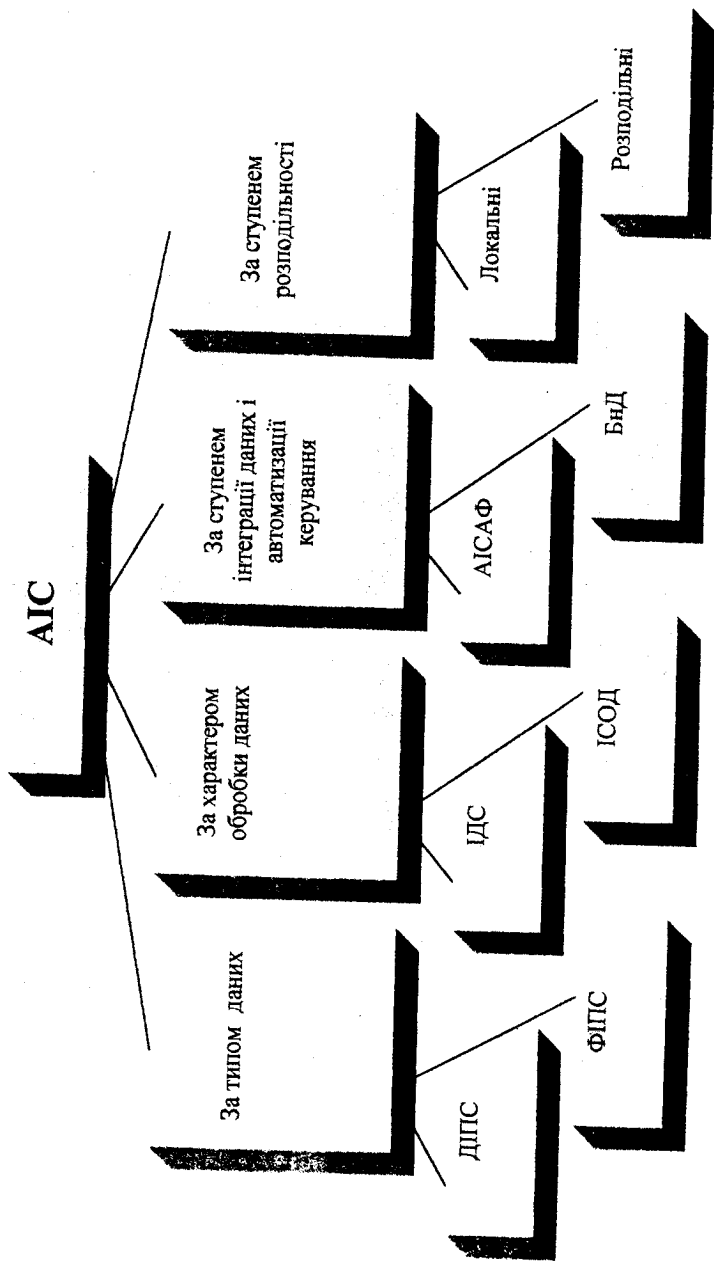 АІС
За типом даних
За характером
обробки даних
За ступенем
інтеграції даних і
автоматизації
керування
За ступенем
розподільності
ДІПС
ФІПС
ІДС
ІСОД
АІСАФ
БнД
Локальні
Розподільні